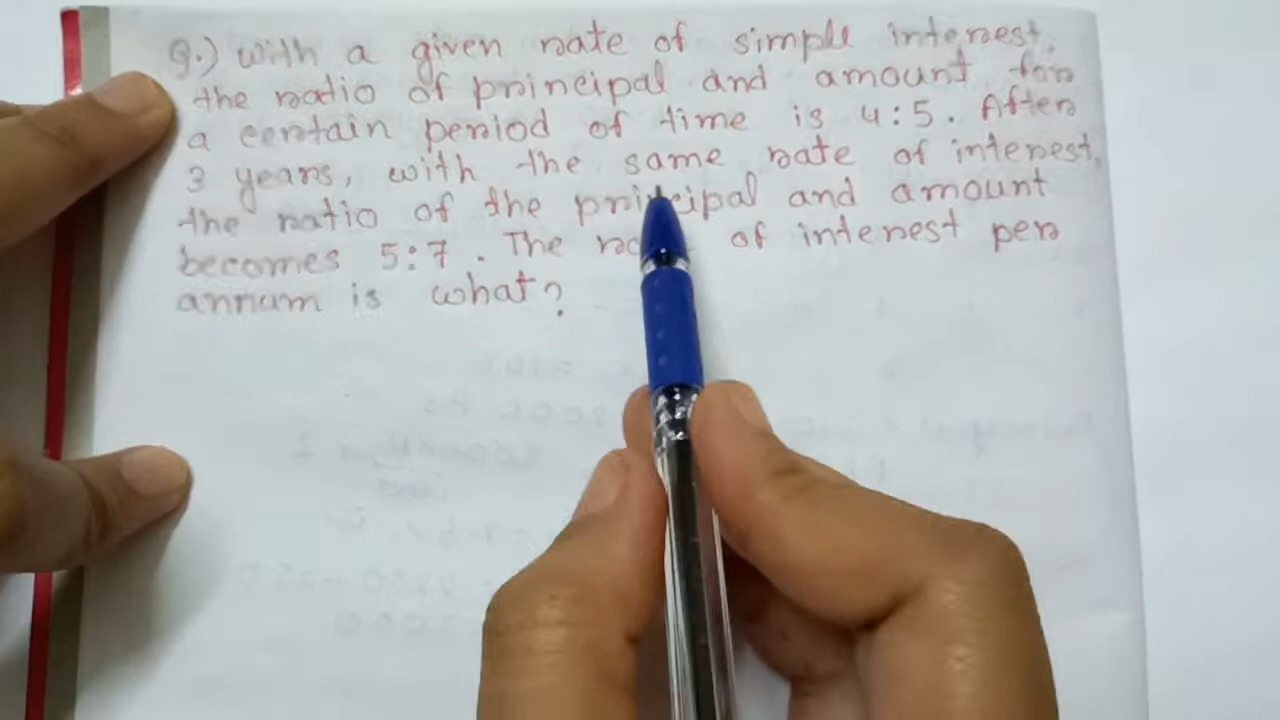 Q.) With a given rate of simple interest,
the ratio of principal and amount for
a certain period of time is 4:5. After
3 years, with the same rate of interest,
the ratio of the principal and amount
becomes 5:7. The of interest per
annum is what?